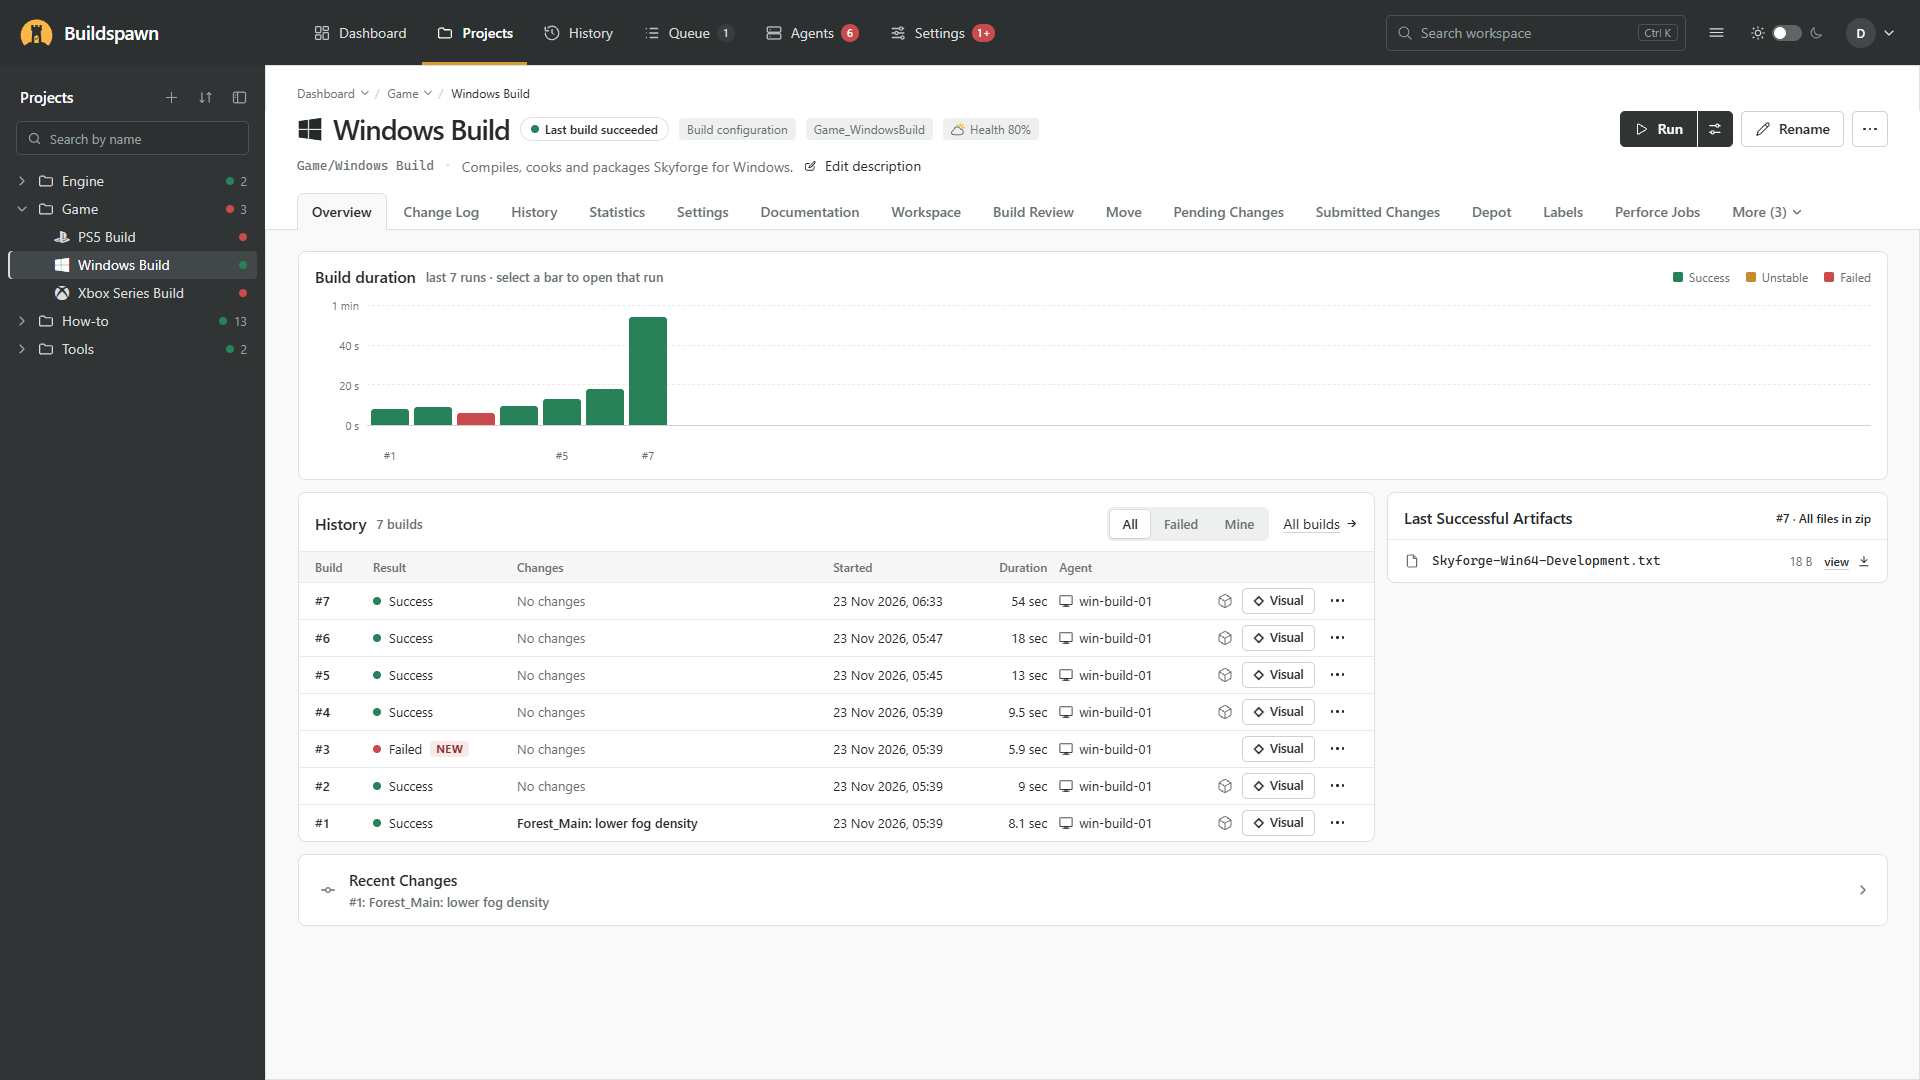 Buildspawn
Dashboard
Projects
History
Queue 1
Agents 6
Settings 1+
Search workspace Ctrl K
D
Projects
Search by name
Engine 2
Game 3
PS5 Build
Windows Build
Xbox Series Build
How-to 13
Tools 2
Dashboard / Game / Windows Build
Windows Build
Last build succeeded
Build configuration
Game_WindowsBuild
Health 80%
Run
Rename
Game/Windows Build · Compiles, cooks and packages Skyforge for Windows. Edit description
Overview Change Log History Statistics Settings Documentation Workspace Build Review Move Pending Changes Submitted Changes Depot Labels Perforce Jobs More (3)
Build duration last 7 runs · select a bar to open that run
Success Unstable Failed
1 min
40 s
20 s
0 s
#1 #5 #7
History 7 builds
All Failed Mine All builds →
Build Result Changes Started Duration Agent
#7 Success No changes 23 Nov 2026, 06:33 54 sec win-build-01 Visual
#6 Success No changes 23 Nov 2026, 05:47 18 sec win-build-01 Visual
#5 Success No changes 23 Nov 2026, 05:45 13 sec win-build-01 Visual
#4 Success No changes 23 Nov 2026, 05:39 9.5 sec win-build-01 Visual
#3 Failed NEW No changes 23 Nov 2026, 05:39 5.9 sec win-build-01 Visual
#2 Success No changes 23 Nov 2026, 05:39 9 sec win-build-01 Visual
#1 Success Forest_Main: lower fog density 23 Nov 2026, 05:39 8.1 sec win-build-01 Visual
Last Successful Artifacts #7 · All files in zip
Skyforge-Win64-Development.txt 18 B view
Recent Changes
#1: Forest_Main: lower fog density